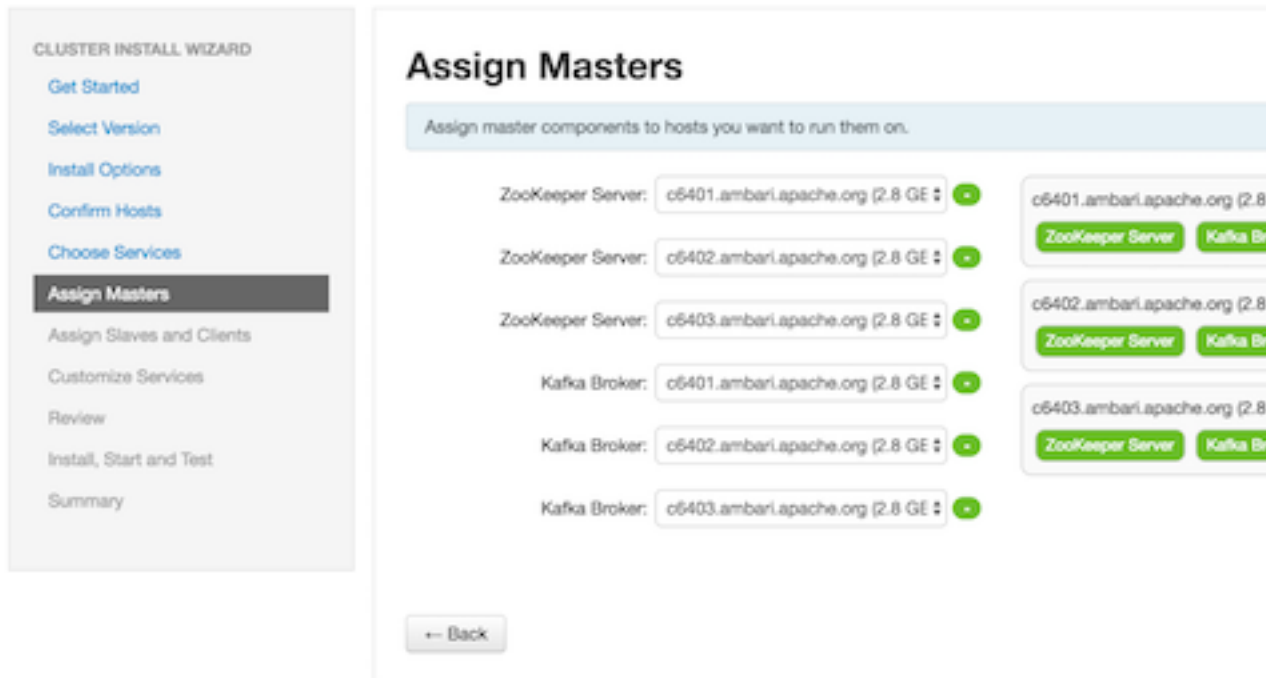 CLUSTER INSTALL WIZARD
Get Started
Select Version
Install Options
Confirm Hosts
Choose Services
Assign Masters
Assign Slaves and Clients
Customize Services
Review
Install, Start and Test
Summary
Assign Masters
Assign master components to hosts you want to run them on.
ZooKeeper Server: c6401.ambari.apache.org (2.8 GE -
ZooKeeper Server: c6402.ambari.apache.org (2.8 GE -
ZooKeeper Server: c6403.ambari.apache.org (2.8 GE -
Kafka Broker: c6401.ambari.apache.org (2.8 GE -
Kafka Broker: c6402.ambari.apache.org (2.8 GE -
Kafka Broker: c6403.ambari.apache.org (2.8 GE -
← Back
c6401.ambari.apache.org (2.8
ZooKeeper Server Kafka Br
c6402.ambari.apache.org (2.8
ZooKeeper Server Kafka Br
c6403.ambari.apache.org (2.8
ZooKeeper Server Kafka Br